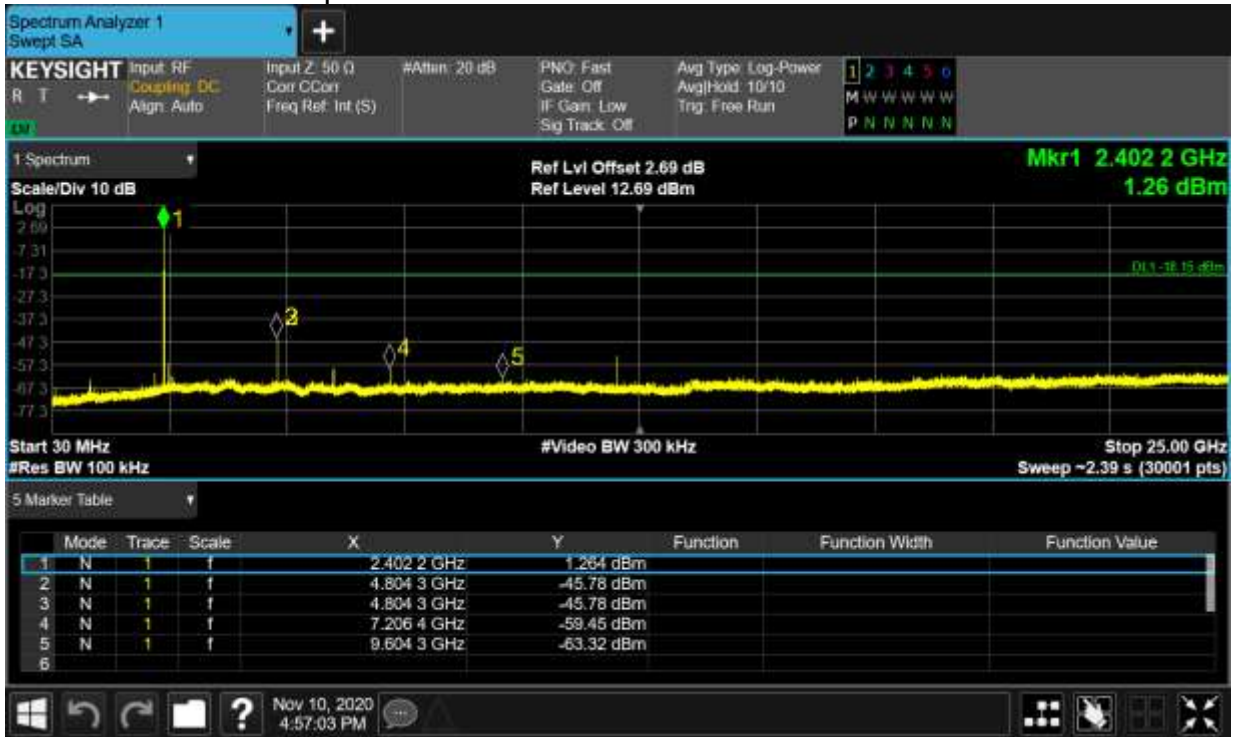 Spectrum Analyzer 1
Swept SA
+
KEYSIGHT Input: RF Input Z: 50 Ω #Atten: 20 dB PNO: Fast Avg Type: Log-Power 1 2 3 4 5 6
R T Coupling: DC Corr CCorr Gate: Off Avg|Hold: 10/10 M W W W W W
Align: Auto Freq Ref: Int (S) IF Gain: Low Trig: Free Run P N N N N N
Sig Track: Off
1 Spectrum
Ref Lvl Offset 2.69 dB Mkr1 2.402 2 GHz
Scale/Div 10 dB Ref Level 12.69 dBm 1.26 dBm
Log
1
2.69
-7.31
-17.3 DL1 -18.15 dBm
-27.3
-37.3
-47.3 4
-57.3 5
-67.3
-77.3
Start 30 MHz #Video BW 300 kHz Stop 25.00 GHz
#Res BW 100 kHz Sweep ~2.39 s (30001 pts)
5 Marker Table
Mode Trace Scale X Y Function Function Width Function Value
1 N 1 f 2.402 2 GHz 1.264 dBm
2 N 1 f 4.804 3 GHz -45.78 dBm
3 N 1 f 4.804 3 GHz -45.78 dBm
4 N 1 f 7.206 4 GHz -59.45 dBm
5 N 1 f 9.604 3 GHz -63.32 dBm
6
? Nov 10, 2020
4:57:03 PM